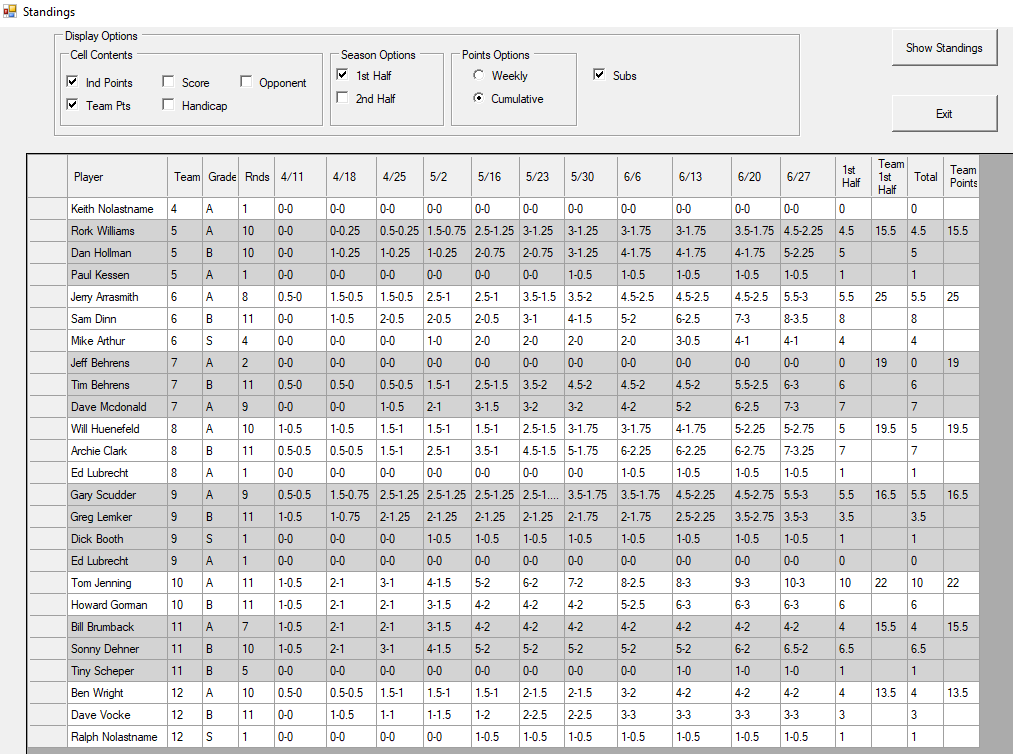 Standings
Display Options
Cell Contents
Ind Points Score Opponent
Team Pts Handicap
Season Options
1st Half
2nd Half
Points Options
Weekly
Cumulative
Subs
Show Standings
Exit
Player Team Grade Rnds 4/11 4/18 4/25 5/2 5/16 5/23 5/30 6/6 6/13 6/20 6/27 1st Half Team 1st Half Total Team Points
Keith Nolastname 4 A 1 0-0 0-0 0-0 0-0 0-0 0-0 0-0 0-0 0-0 0-0 0-0 0 0
Rork Williams 5 A 10 0-0 0-0.25 0.5-0.25 1.5-0.75 2.5-1.25 3-1.25 3-1.25 3-1.75 3-1.75 3.5-1.75 4.5-2.25 4.5 15.5 4.5 15.5
Dan Hollman 5 B 10 0-0 1-0.25 1-0.25 1-0.25 2-0.75 2-0.75 3-1.25 4-1.75 4-1.75 4-1.75 5-2.25 5 5
Paul Kessen 5 A 1 0-0 0-0 0-0 0-0 0-0 0-0 1-0.5 1-0.5 1-0.5 1-0.5 1-0.5 1 1
Jerry Arrasmith 6 A 8 0.5-0 1.5-0.5 1.5-0.5 2.5-1 2.5-1 3.5-1.5 3.5-2 4.5-2.5 4.5-2.5 4.5-2.5 5.5-3 5.5 25 5.5 25
Sam Dinn 6 B 11 0-0 1-0.5 2-0.5 2-0.5 2-0.5 3-1 4-1.5 5-2 6-2.5 7-3 8-3.5 8 8
Mike Arthur 6 S 4 0-0 0-0 0-0 1-0 2-0 2-0 2-0 2-0 3-0.5 4-1 4-1 4 4
Jeff Behrens 7 A 2 0-0 0-0 0-0 0-0 0-0 0-0 0-0 0-0 0-0 0-0 0-0 0 19 0 19
Tim Behrens 7 B 11 0.5-0 0.5-0 0.5-0.5 1.5-1 2.5-1.5 3.5-2 4.5-2 4.5-2 4.5-2 5.5-2.5 6-3 6 6
Dave Mcdonald 7 A 9 0-0 0-0 1-0.5 2-1 3-1.5 3-2 3-2 4-2 5-2 6-2.5 7-3 7 7
Will Huenefeld 8 A 10 1-0.5 1-0.5 1.5-1 1.5-1 1.5-1 2.5-1.5 3-1.75 3-1.75 4-1.75 5-2.25 5-2.75 5 19.5 5 19.5
Archie Clark 8 B 11 0.5-0.5 0.5-0.5 1.5-1 2.5-1 3.5-1 4.5-1.5 5-1.75 6-2.25 6-2.25 6-2.75 7-3.25 7 7
Ed Lubrecht 8 A 1 0-0 0-0 0-0 0-0 0-0 0-0 0-0 1-0.5 1-0.5 1-0.5 1-0.5 1 1
Gary Scudder 9 A 9 0.5-0.5 1.5-0.75 2.5-1.25 2.5-1.25 2.5-1.25 2.5-1.... 3.5-1.75 3.5-1.75 4.5-2.25 4.5-2.75 5.5-3 5.5 16.5 5.5 16.5
Greg Lemker 9 B 11 1-0.5 1-0.75 2-1.25 2-1.25 2-1.25 2-1.25 2-1.75 2-1.75 2.5-2.25 3.5-2.75 3.5-3 3.5 3.5
Dick Booth 9 S 1 0-0 0-0 0-0 1-0.5 1-0.5 1-0.5 1-0.5 1-0.5 1-0.5 1-0.5 1-0.5 1 1
Ed Lubrecht 9 A 1 0-0 0-0 0-0 0-0 0-0 0-0 0-0 0-0 0-0 0-0 0-0 0 0
Tom Jenning 10 A 11 1-0.5 2-1 3-1 4-1.5 5-2 6-2 7-2 8-2.5 8-3 9-3 10-3 10 22 10 22
Howard Gorman 10 B 11 1-0.5 2-1 2-1 3-1.5 4-2 4-2 4-2 5-2.5 6-3 6-3 6-3 6 6
Bill Brumback 11 A 7 1-0.5 2-1 2-1 3-1.5 4-2 4-2 4-2 4-2 4-2 4-2 4-2 4 15.5 4 15.5
Sonny Dehner 11 B 10 1-0.5 2-1 3-1 4-1.5 5-2 5-2 5-2 5-2 5-2 6-2 6.5-2 6.5 6.5
Tiny Scheper 11 B 5 0-0 0-0 0-0 0-0 0-0 0-0 0-0 0-0 1-0 1-0 1-0 1 1
Ben Wright 12 A 10 0.5-0 0.5-0.5 1.5-1 1.5-1 1.5-1 2-1.5 2-1.5 3-2 4-2 4-2 4-2 4 13.5 4 13.5
Dave Vocke 12 B 11 0-0 1-0.5 1-1 1-1.5 1-2 2-2.5 2-2.5 3-3 3-3 3-3 3-3 3 3
Ralph Nolastname 12 S 1 0-0 0-0 0-0 0-0 1-0.5 1-0.5 1-0.5 1-0.5 1-0.5 1-0.5 1-0.5 1 1